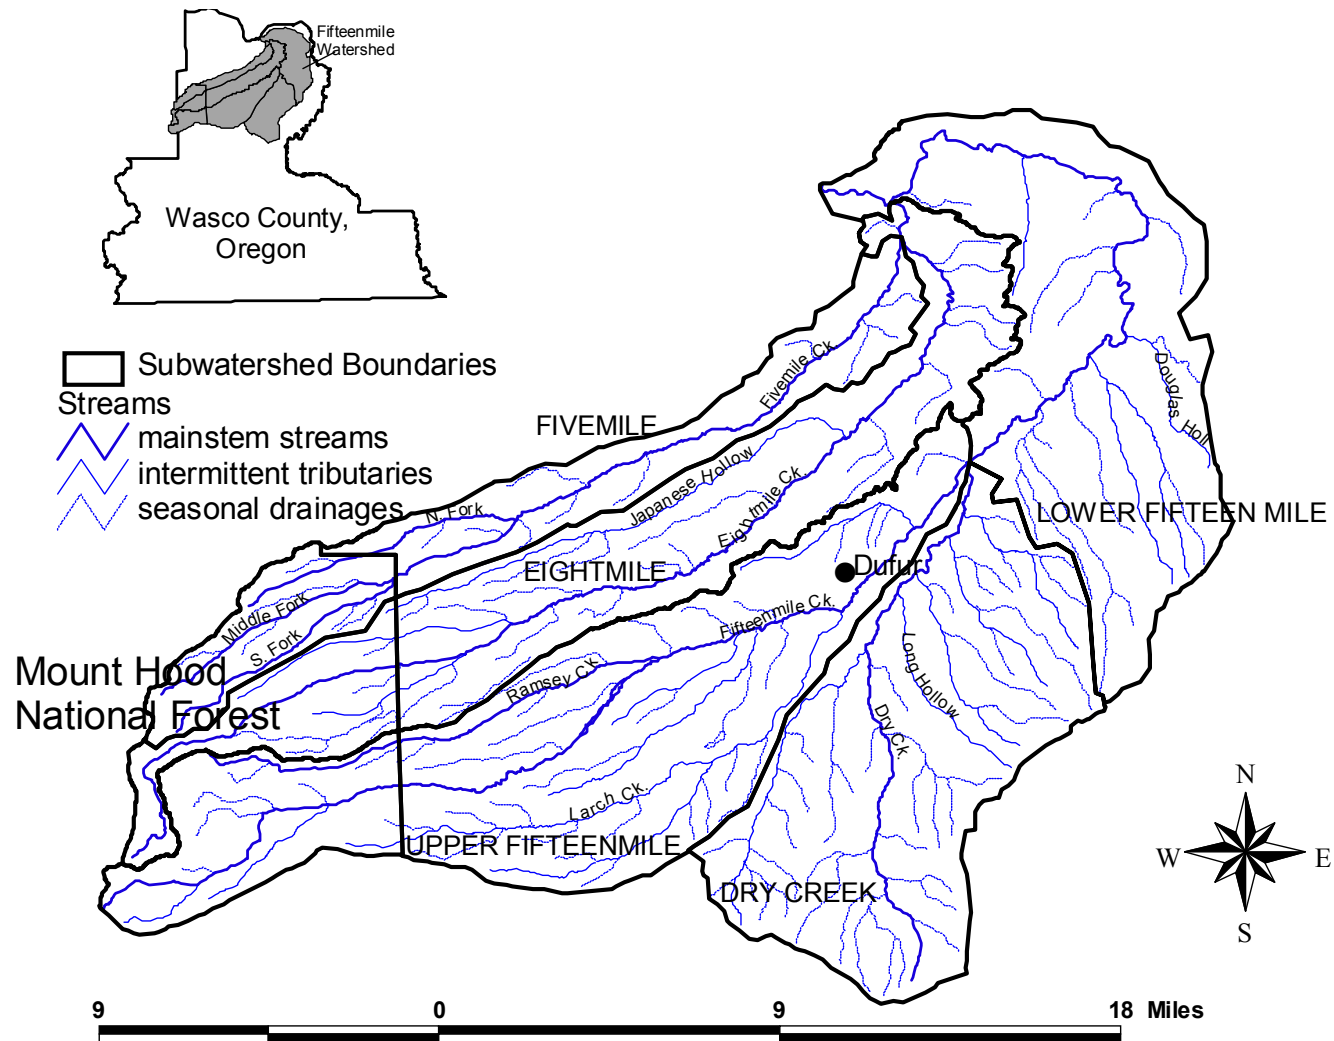 Fifteenmile
Watershed
Wasco County,
Oregon
Subwatershed Boundaries
Streams
mainstem streams
intermittent tributaries
seasonal drainages
FIVEMILE
Fivemile Ck.
Japanese Hollow
Eightmile Ck.
N. Fork
EIGHTMILE
Middle Fork
S. Fork
Mount Hood
National Forest
Ramsey Ck.
Fifteenmile Ck.
Dufur
Douglas Holl
LOWER FIFTEEN MILE
Long Hollow
Dry Ck.
Larch Ck.
UPPER FIFTEENMILE
DRY CREEK
N
W
E
S
9 0 9 18 Miles